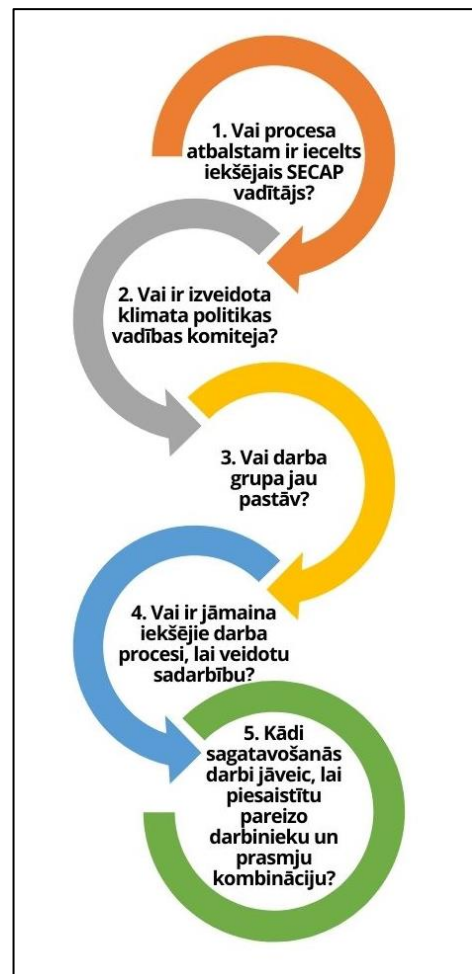 1. Vai procesa
atbalstam ir iecelts
iekšējais SECAP
vadītājs?
2. Vai ir izveidota
klimata politikas
vadības komiteja?
3. Vai darba
grupa jau
pastāv?
4. Vai ir jāmaina
iekšējie darba
procesi, lai veidotu
sadarbību?
5. Kādi
sagatavošanās
darbi jāveic, lai
piesaistītu
pareizo
darbinieku un
prasmju
kombināciju?